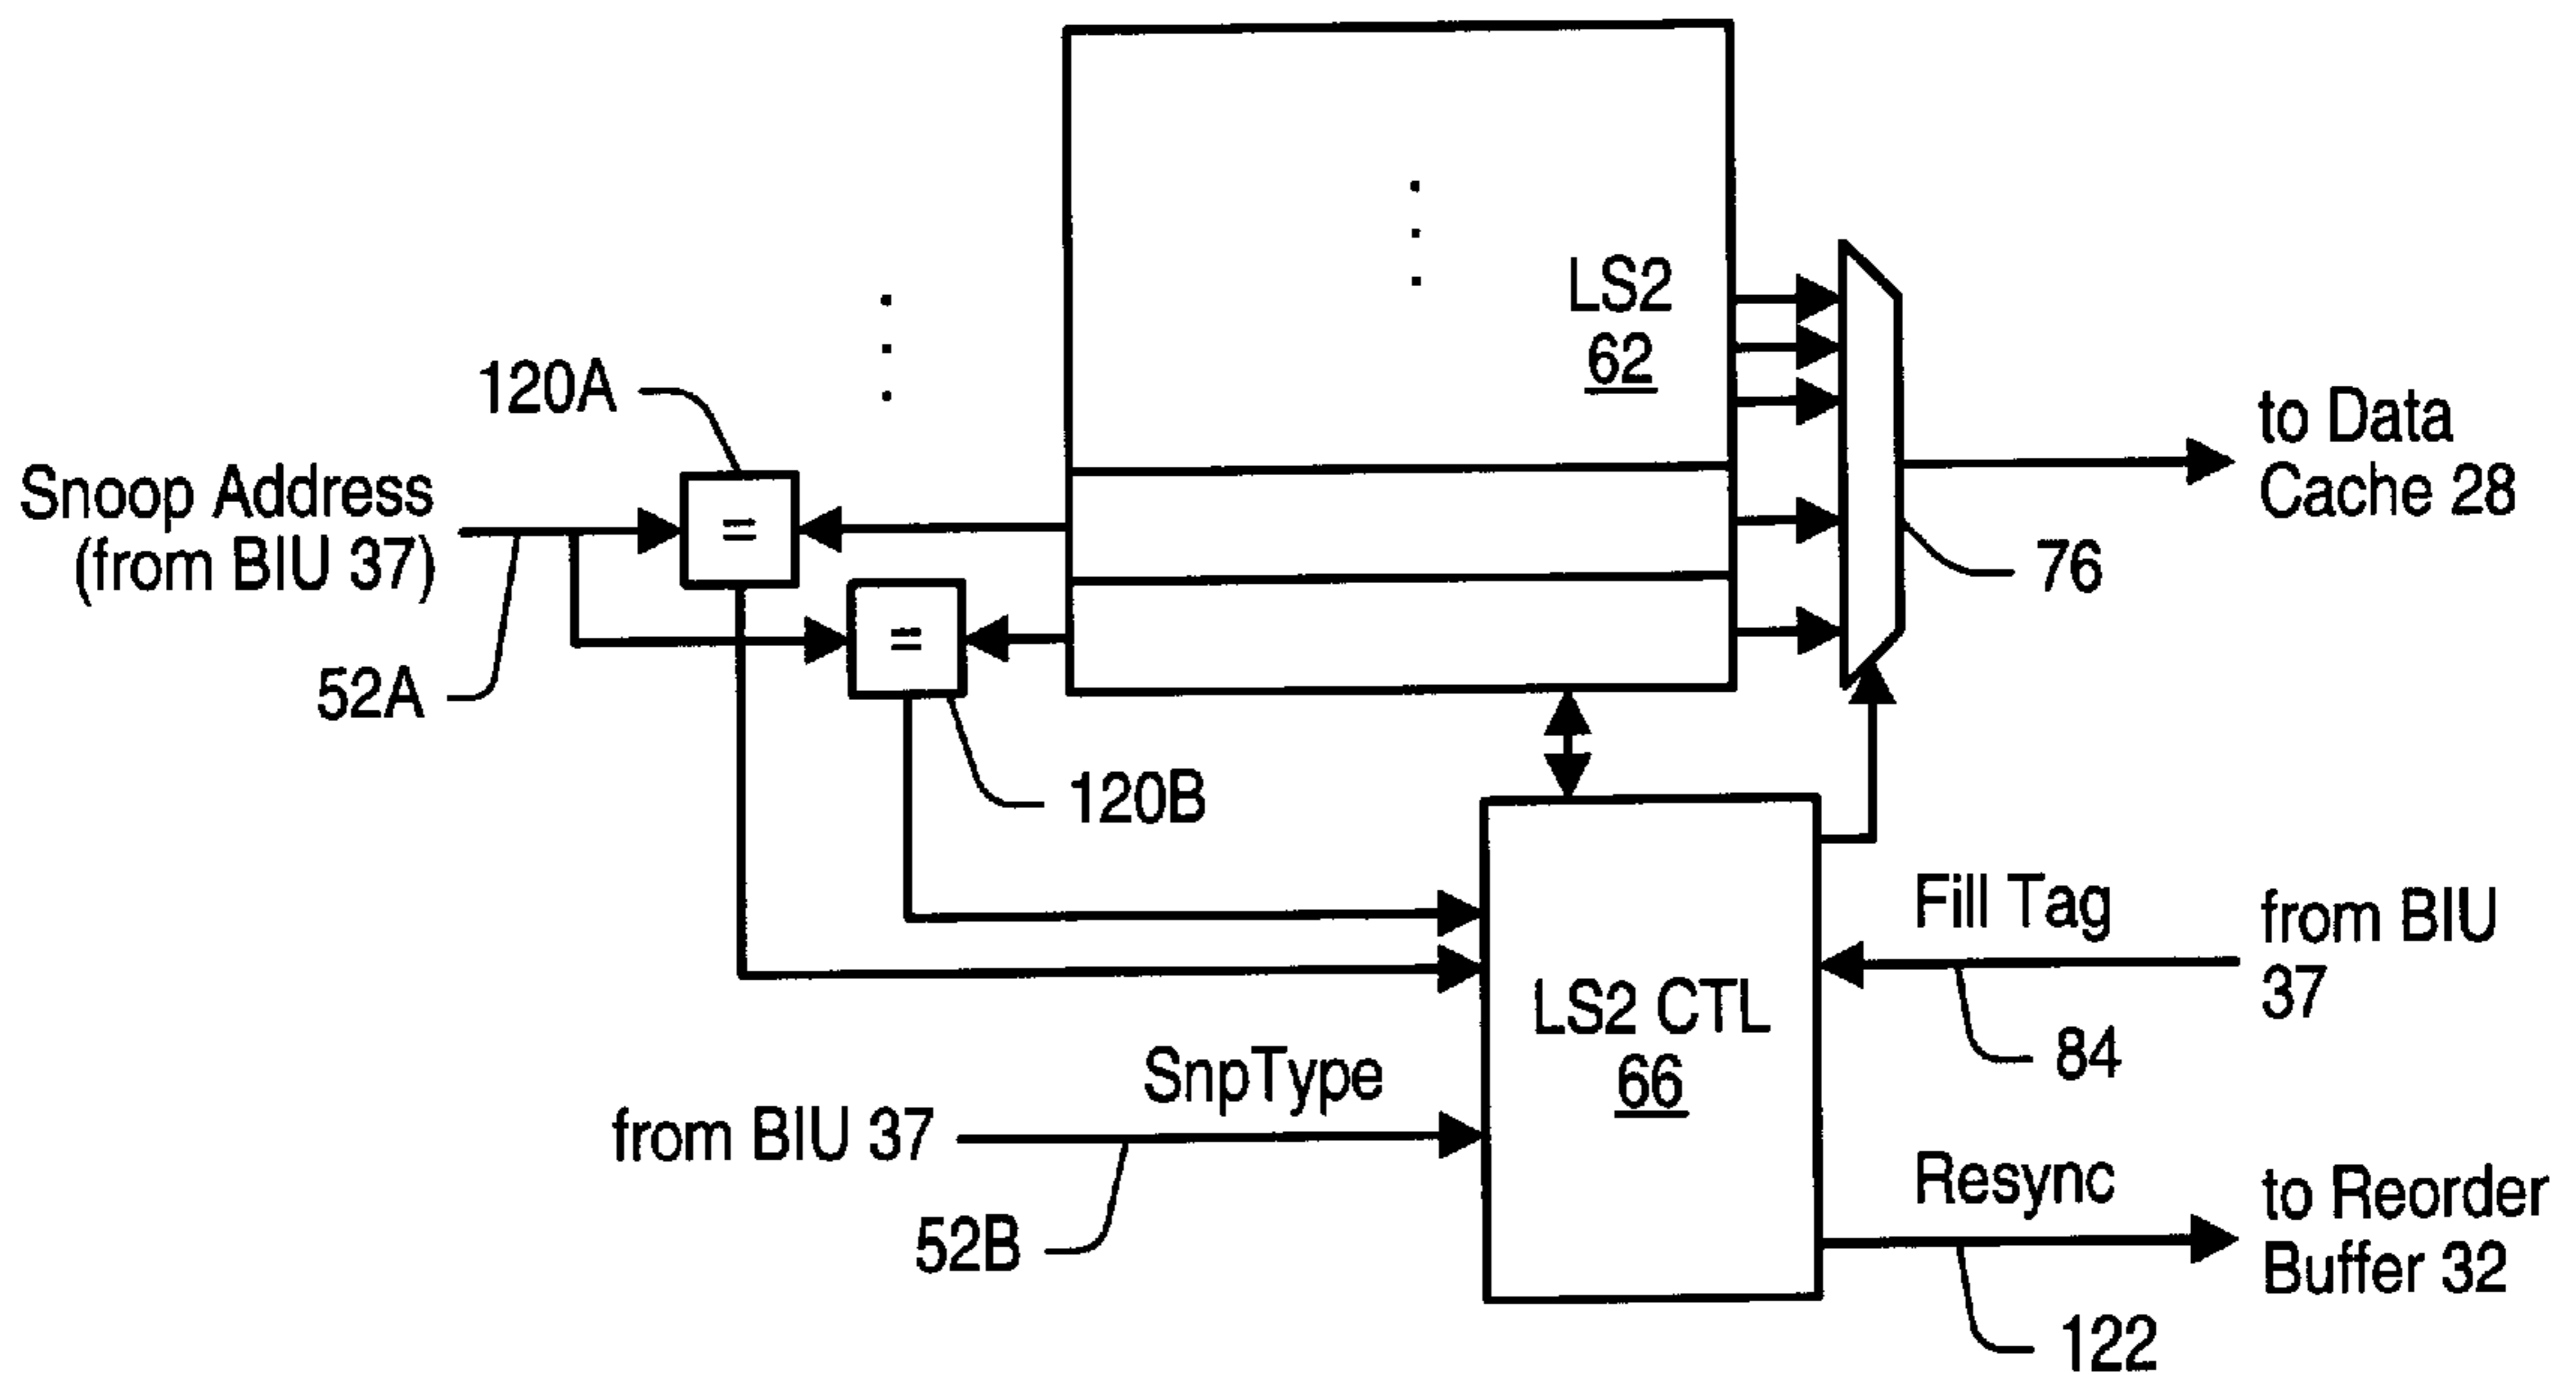 LS2
62
120A
Snoop Address
(from BIU 37)
=
=
52A
120B
to Data
Cache 28
76
Fill Tag
from BIU
37
84
LS2 CTL
66
SnpType
from BIU 37
52B
Resync
to Reorder
Buffer 32
122